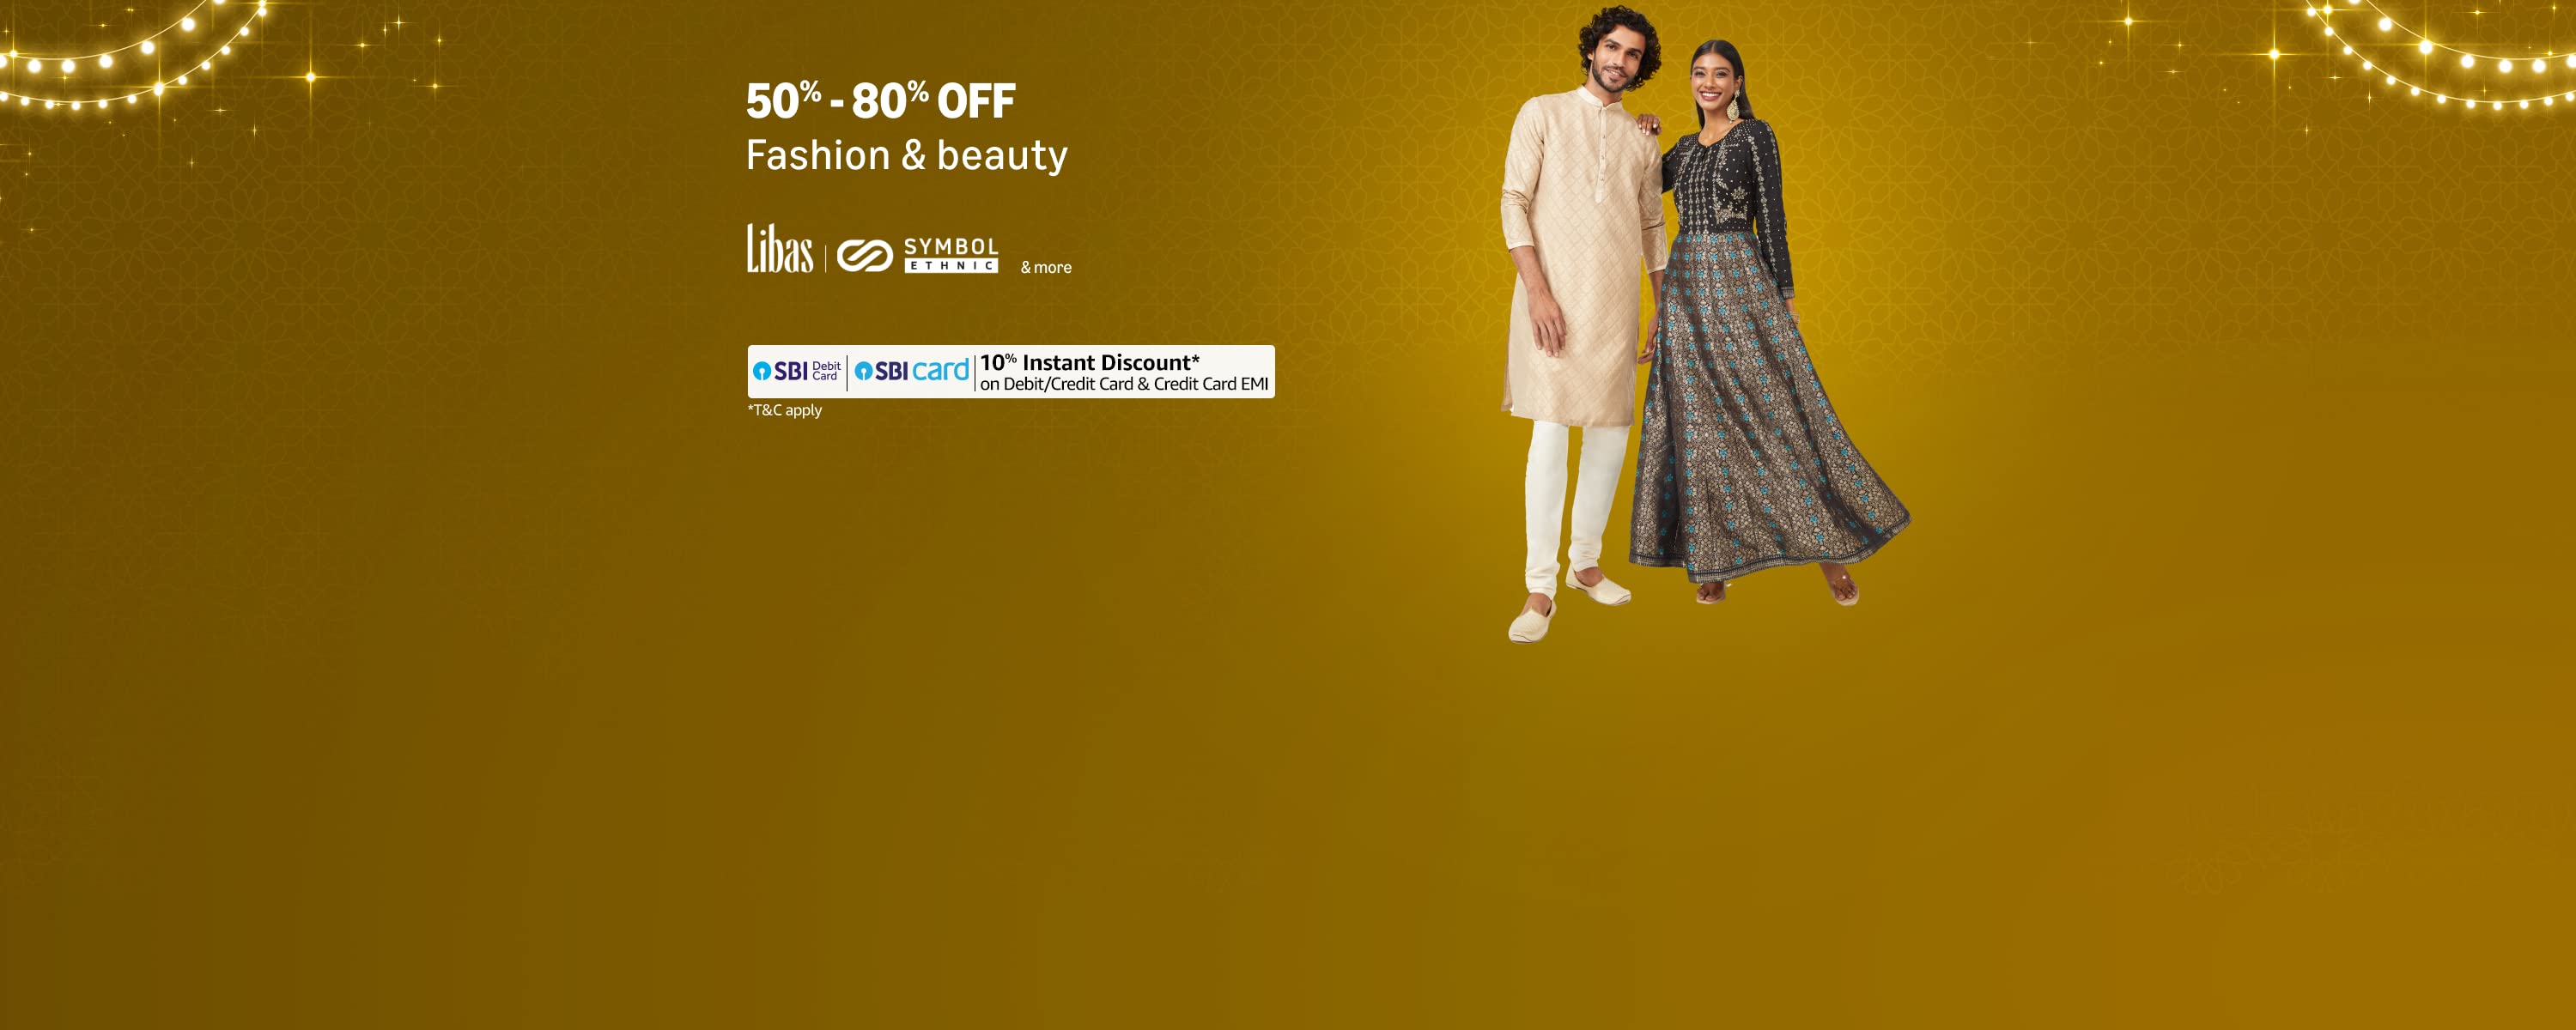 50% - 80% OFF
Fashion & beauty
Libas | SYMBOL ETHNIC & more
SBI Debit Card | SBI card | 10% Instant Discount*
on Debit/Credit Card & Credit Card EMI
*T&C apply